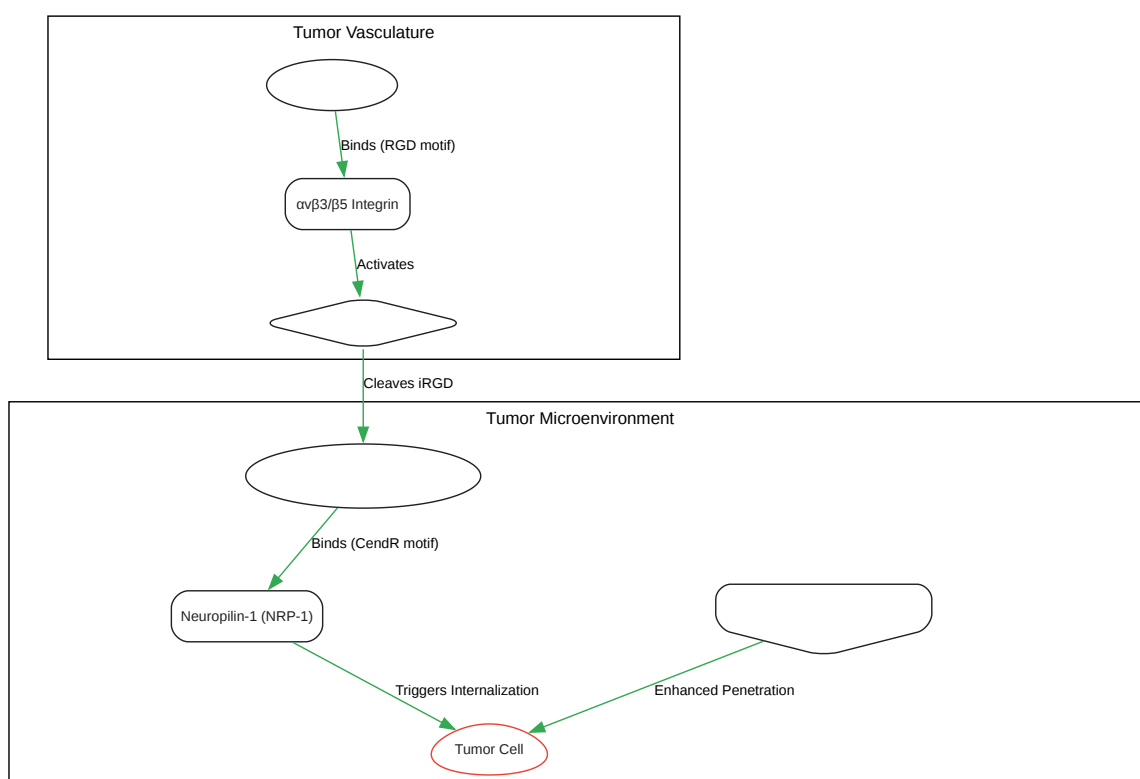 Tumor Vasculature
Binds (RGD motif)
αvβ3/β5 Integrin
Activates
Cleaves iRGD
Tumor Microenvironment
Binds (CendR motif)
Neuropilin-1 (NRP-1)
Triggers Internalization
Enhanced Penetration
Tumor Cell